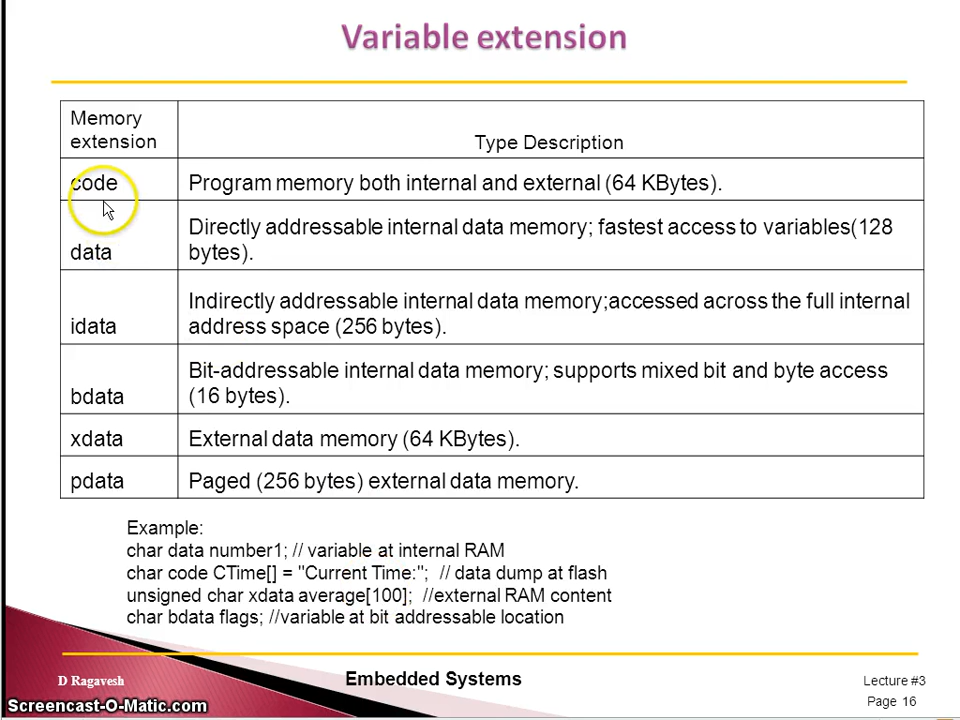 Variable extension
Memory
extension
Type Description
code
Program memory both internal and external (64 KBytes).
data
Directly addressable internal data memory; fastest access to variables(128
bytes).
idata
Indirectly addressable internal data memory;accessed across the full internal
address space (256 bytes).
bdata
Bit-addressable internal data memory; supports mixed bit and byte access
(16 bytes).
xdata
External data memory (64 KBytes).
pdata
Paged (256 bytes) external data memory.
Example:
char data number1; // variable at internal RAM
char code CTime[] = "Current Time:"; // data dump at flash
unsigned char xdata average[100]; //external RAM content
char bdata flags; //variable at bit addressable location
D Ragavesh
Embedded Systems
Lecture #3
Page 16
Screencast-O-Matic.com